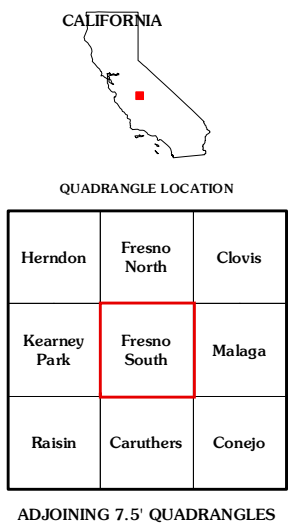 CALIFORNIA
QUADRANGLE LOCATION
Herndon
Fresno
North
Clovis
Kearney
Park
Fresno
South
Malaga
Raisin
Caruthers
Conejo
ADJOINING 7.5' QUADRANGLES